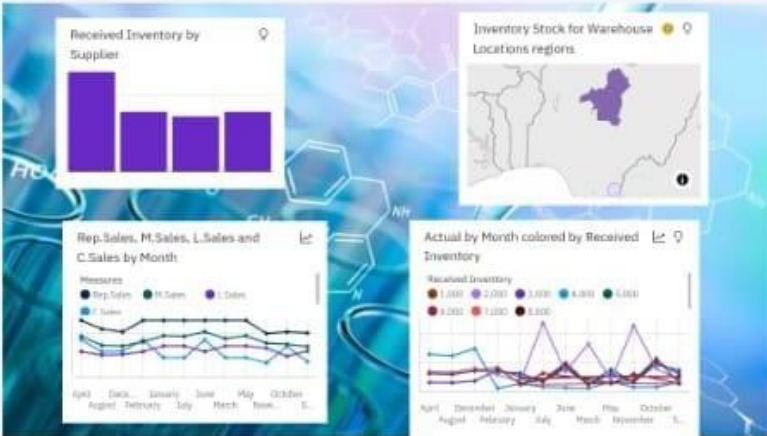 Received Inventory by
Supplier
Inventory Stock for Warehouse
Locations regions
HO
NH
N
Rep.Sales, M.Sales, L.Sales and
C.Sales by Month
Measures
Rep.Sales M.Sales L.Sales
C.Sales
April Dece... January June May October
August February July March Nove... S...
Actual by Month colored by Received
Inventory
Received Inventory
1,000 2,000 3,000 4,000 5,000
6,000 7,000 8,000
April December January June May October
August February July March November S...